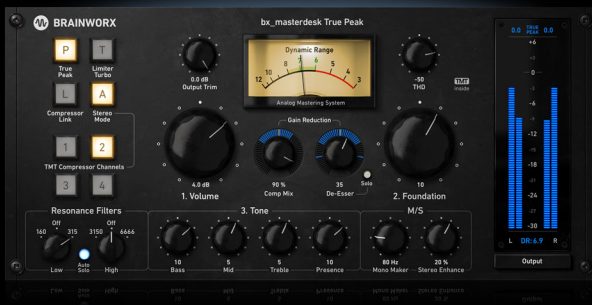 BRAINWORX
bx_masterdesk True Peak
P
T
True
Peak
Limiter
Turbo
L
A
Compressor
Link
Stereo
Mode
1
2
TMT Compressor Channels
3
4
0.0 dB
Output Trim
Dynamic Range
12
10
8
7
6
5
4
3
Analog Mastering System
-50
THD
TMT
inside
4.0 dB
1. Volume
Gain Reduction
90 %
Comp Mix
35
De-Esser
Solo
10
2. Foundation
Resonance Filters
Off
160
315
Low
Auto
Solo
Off
3150
6666
High
3. Tone
10
Bass
5
Mid
5
Treble
10
Presence
M/S
80 Hz
Mono Maker
20 %
Stereo Enhance
0.0
TRUE
PEAK
0.0
+6
+3
0
-3
-6
-12
-18
-24
-30
L
DR: 6.9
R
Output